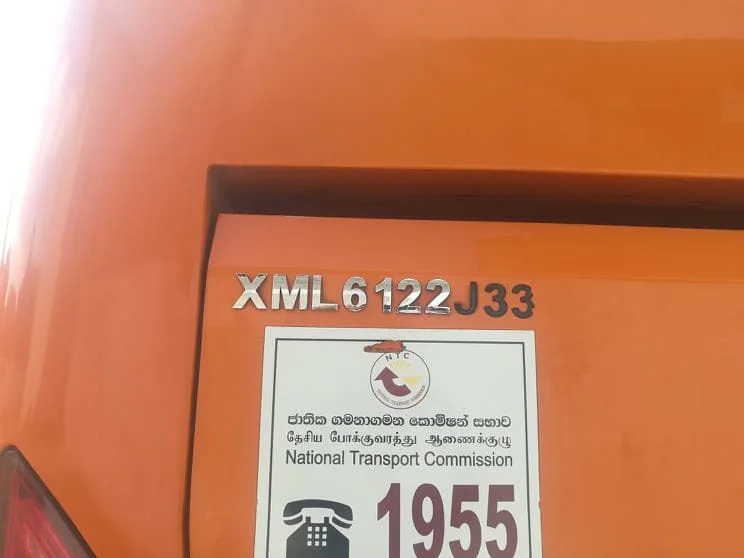 XML6122J33
NTC
ජාතික ගමනාගමන කොමිෂන් සභාව
தேசிய போக்குவரத்து ஆணைக்குழு
National Transport Commission
1955